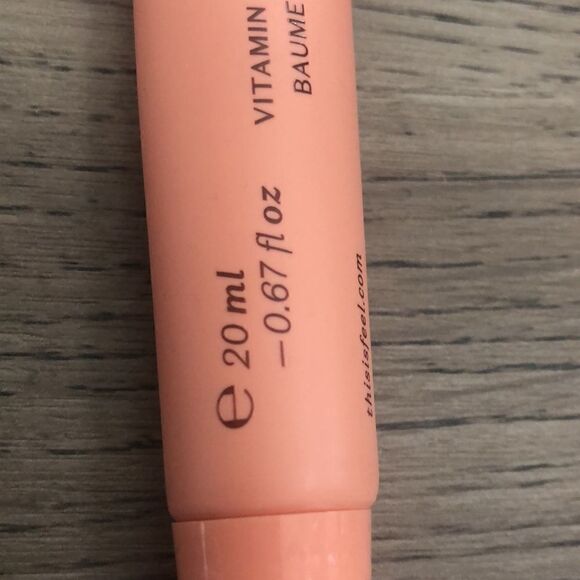 VITAMIN
BAUME
℮ 20 ml
–0.67 fl oz
thisisfeel.com